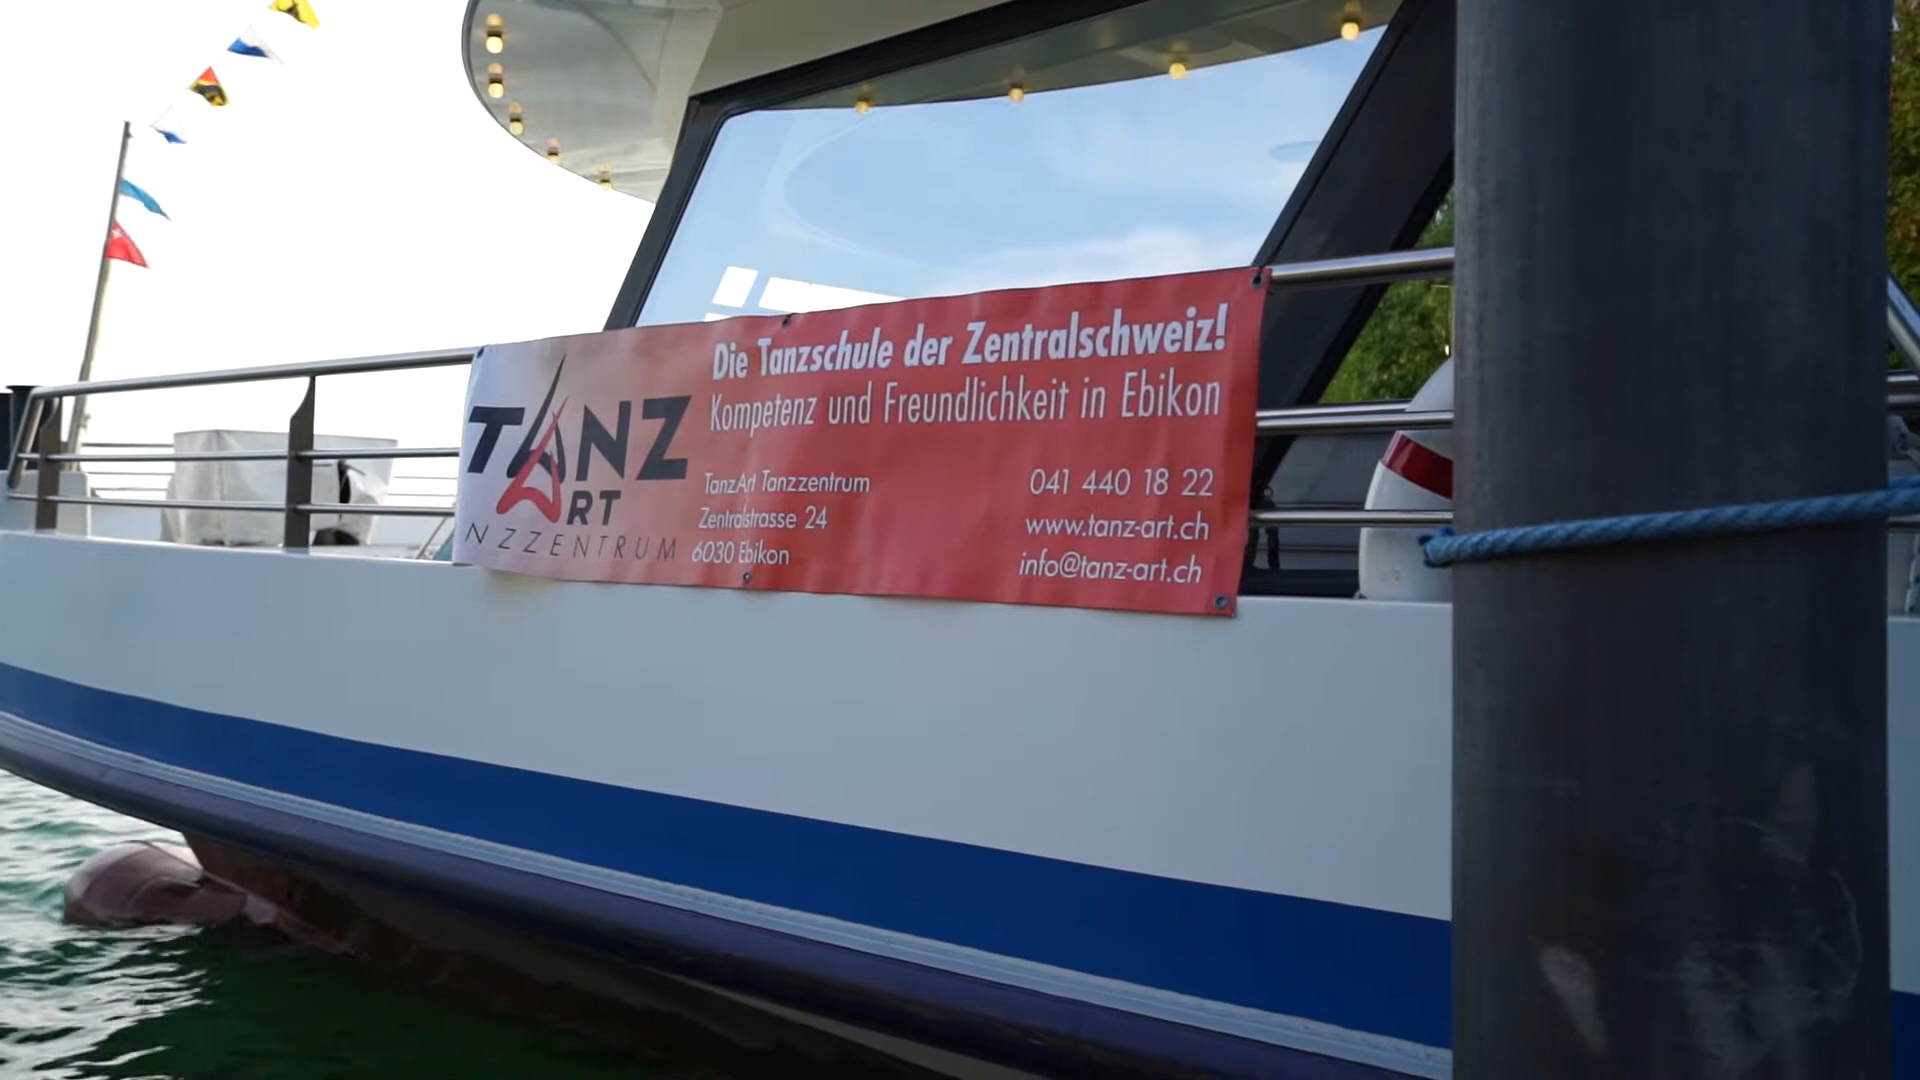 TANZ
ART
NZZENTRUM
Die Tanzschule der Zentralschweiz!
Kompetenz und Freundlichkeit in Ebikon
TanzArt Tanzzentrum
Zentralstrasse 24
6030 Ebikon
041 440 18 22
www.tanz-art.ch
info@tanz-art.ch